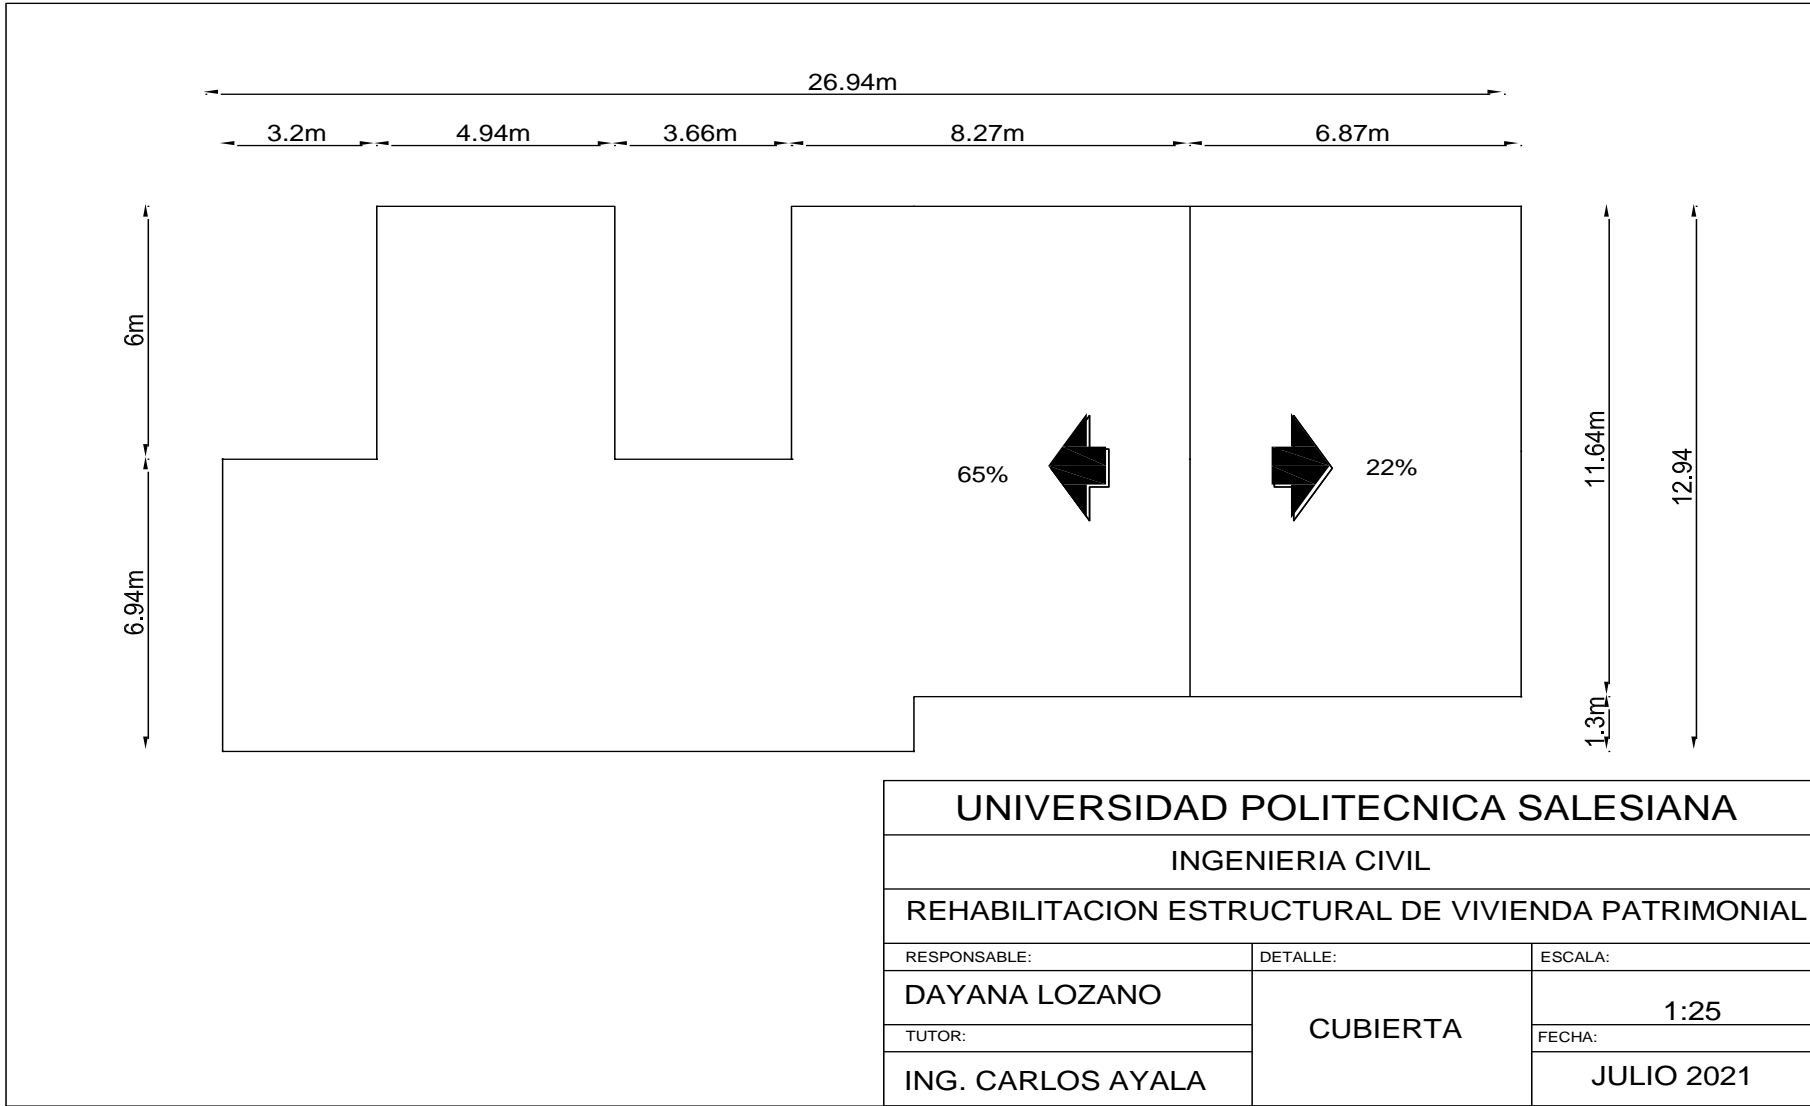 26.94m
3.2m 4.94m 3.66m 8.27m 6.87m
6m
6.94m
65%
22%
11.64m
12.94
1.3m
UNIVERSIDAD POLITECNICA SALESIANA
INGENIERIA CIVIL
REHABILITACION ESTRUCTURAL DE VIVIENDA PATRIMONIAL
RESPONSABLE: DETALLE: ESCALA:
DAYANA LOZANO
1:25
CUBIERTA
TUTOR: FECHA:
ING. CARLOS AYALA
JULIO 2021